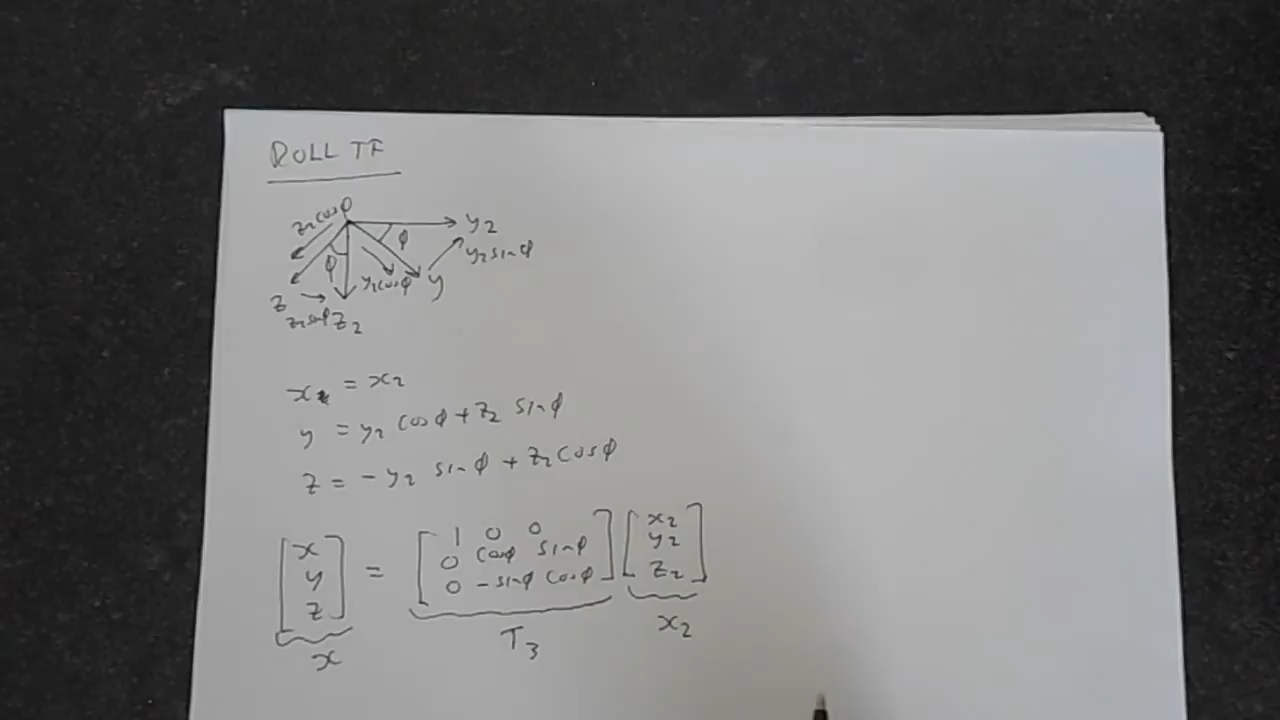 ROLL TF
z₂cosϕ
y₂
ϕ
y₂sinϕ
ϕ
y₂cosϕ
y
z
z₂sinϕ
z₂
x = x₂
y = y₂ cosϕ + z₂ sinϕ
z = - y₂ sinϕ + z₂ cosϕ
[x y z] = [1 0 0
0 cosϕ sinϕ
0 -sinϕ cosϕ] [x₂ y₂ z₂]
x T₃ x₂